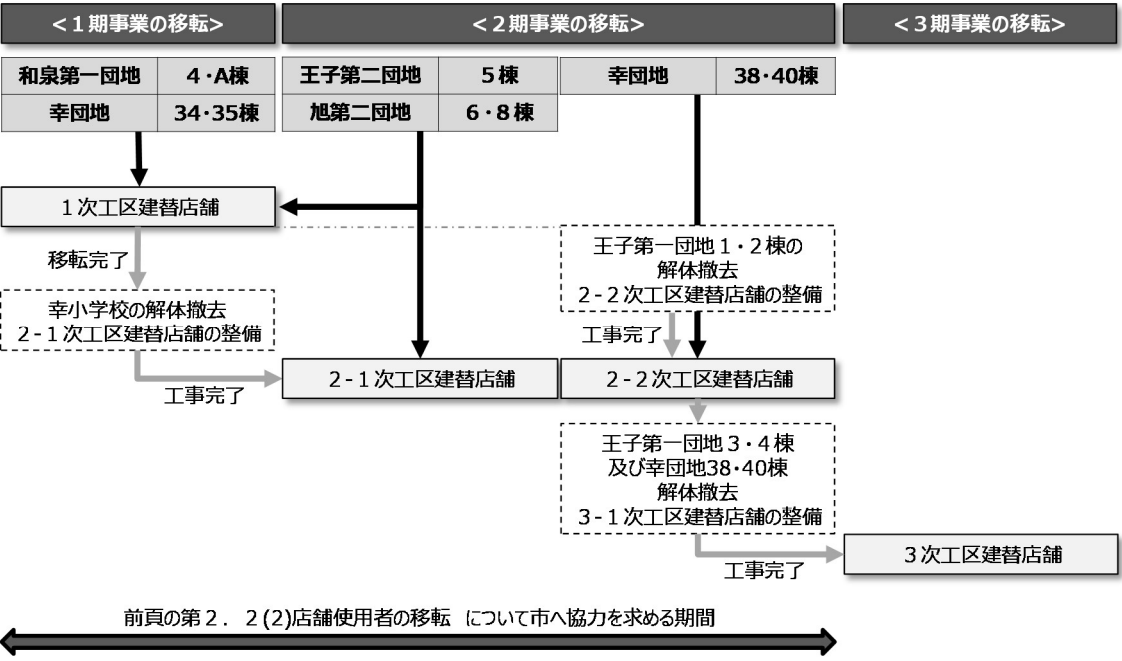 <１期事業の移転>
<２期事業の移転>
<３期事業の移転>
和泉第一団地 ４・A棟
幸団地 34・35棟
王子第二団地 ５棟
旭第二団地 ６・８棟
幸団地 38・40棟
１次工区建替店舗
移転完了
幸小学校の解体撤去
２-１次工区建替店舗の整備
工事完了
王子第一団地１・２棟の
解体撤去
２-２次工区建替店舗の整備
工事完了
２-１次工区建替店舗
２-２次工区建替店舗
王子第一団地３・４棟
及び幸団地38・40棟
解体撤去
３-１次工区建替店舗の整備
工事完了
３次工区建替店舗
前頁の第２．２(2)店舗使用者の移転 について市へ協力を求める期間